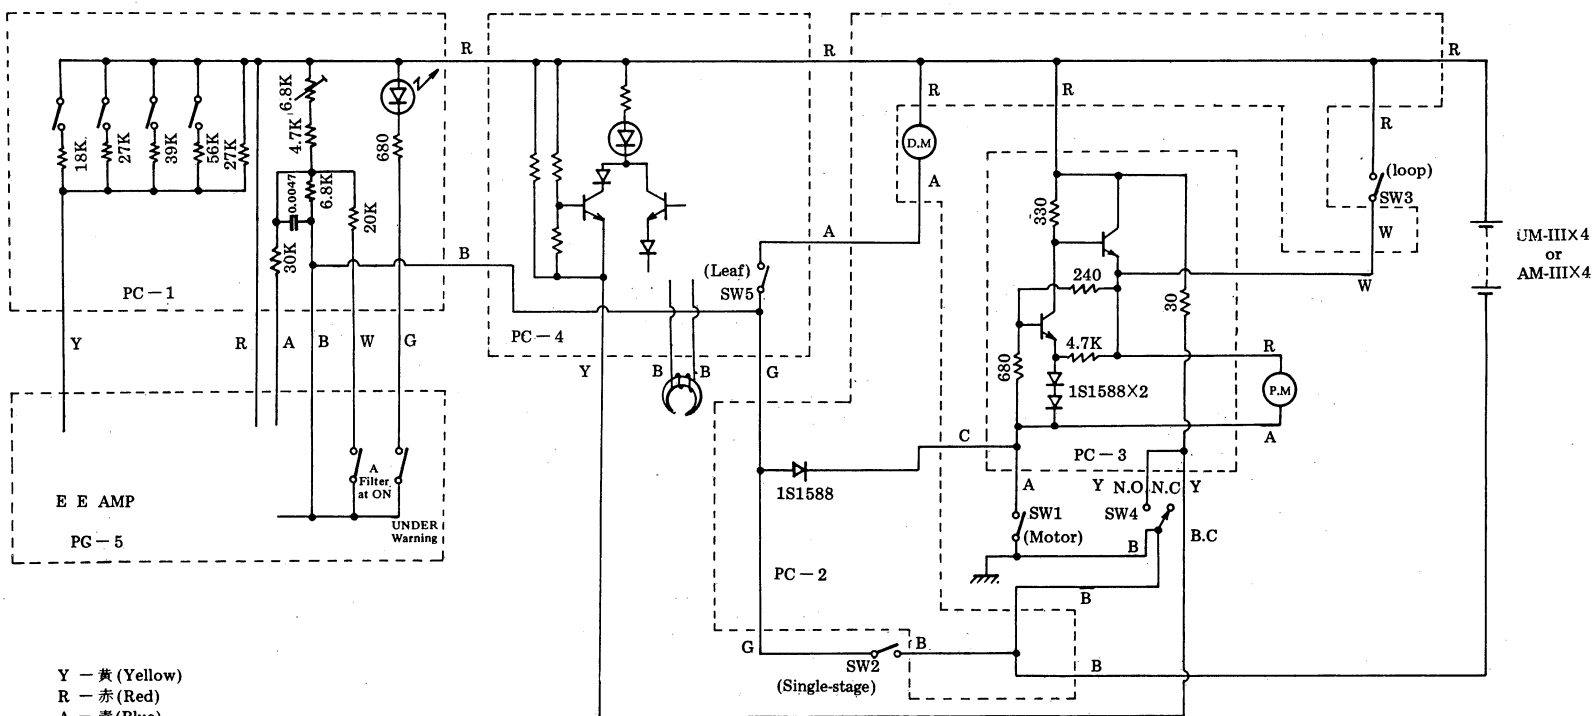 R
R
R
R
R
R
18K
27K
39K
56K
27K
6.8K
4.7K
680
0.0047
6.8K
20K
30K
B
PC-1
Y
R
A
B
W
G
E E AMP
PG-5
A
Filter
at ON
UNDER
Warning
(Leaf)
SW5
PC-4
Y
B
B
G
D.M
A
A
330
240
4.7K
680
1S1588×2
30
PC-3
R
P.M
A
(loop)
SW3
W
W
UM-III×4
or
AM-III×4
C
1S1588
A
Y
N.O
N.C
Y
SW1
(Motor)
SW4
B
B.C
PC-2
B
G
SW2
(Single-stage)
B
B
Y - 黄 (Yellow)
R - 赤 (Red)
A - 青 (Blue)